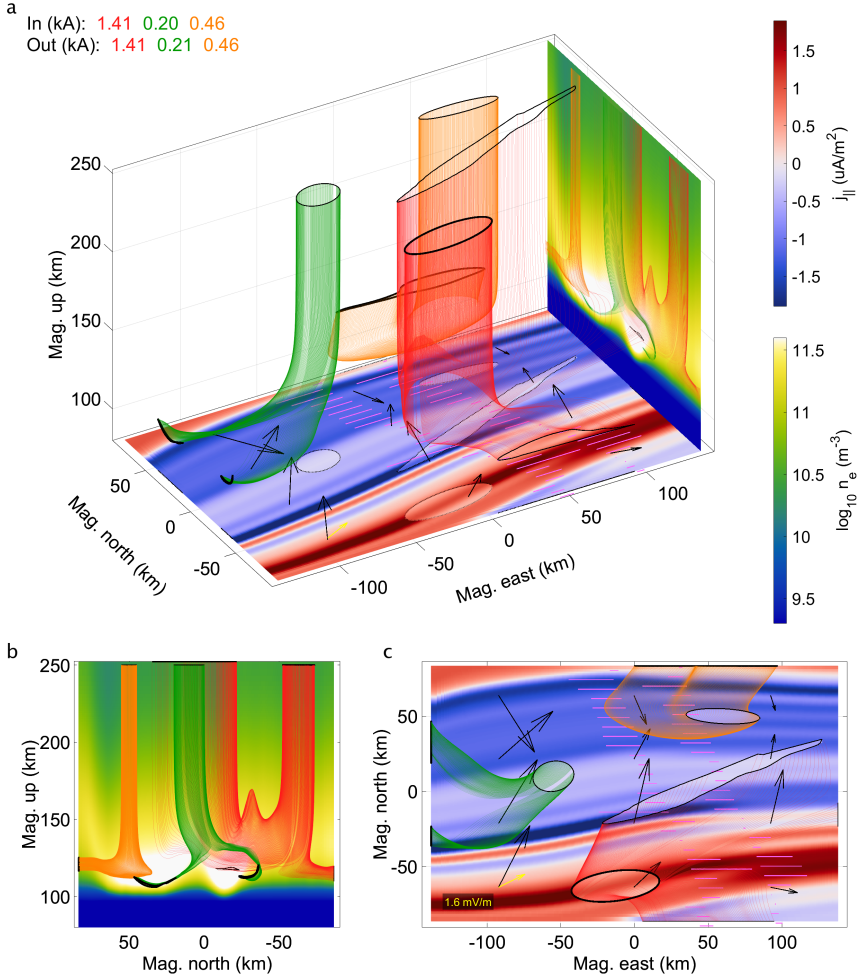 a
In (kA): 1.41 0.20 0.46
Out (kA): 1.41 0.21 0.46
250
200
150
100
Mag. up (km)
50
0
-50
Mag. north (km)
-100
-50
0
50
100
Mag. east (km)
1.5
1
0.5
0
-0.5
-1
-1.5
j|| (uA/m2)
11.5
11
10.5
10
9.5
log10 ne (m-3)
b
250
200
150
100
Mag. up (km)
50
0
-50
Mag. north (km)
c
50
0
-50
Mag. north (km)
1.6 mV/m
-100
-50
0
50
100
Mag. east (km)